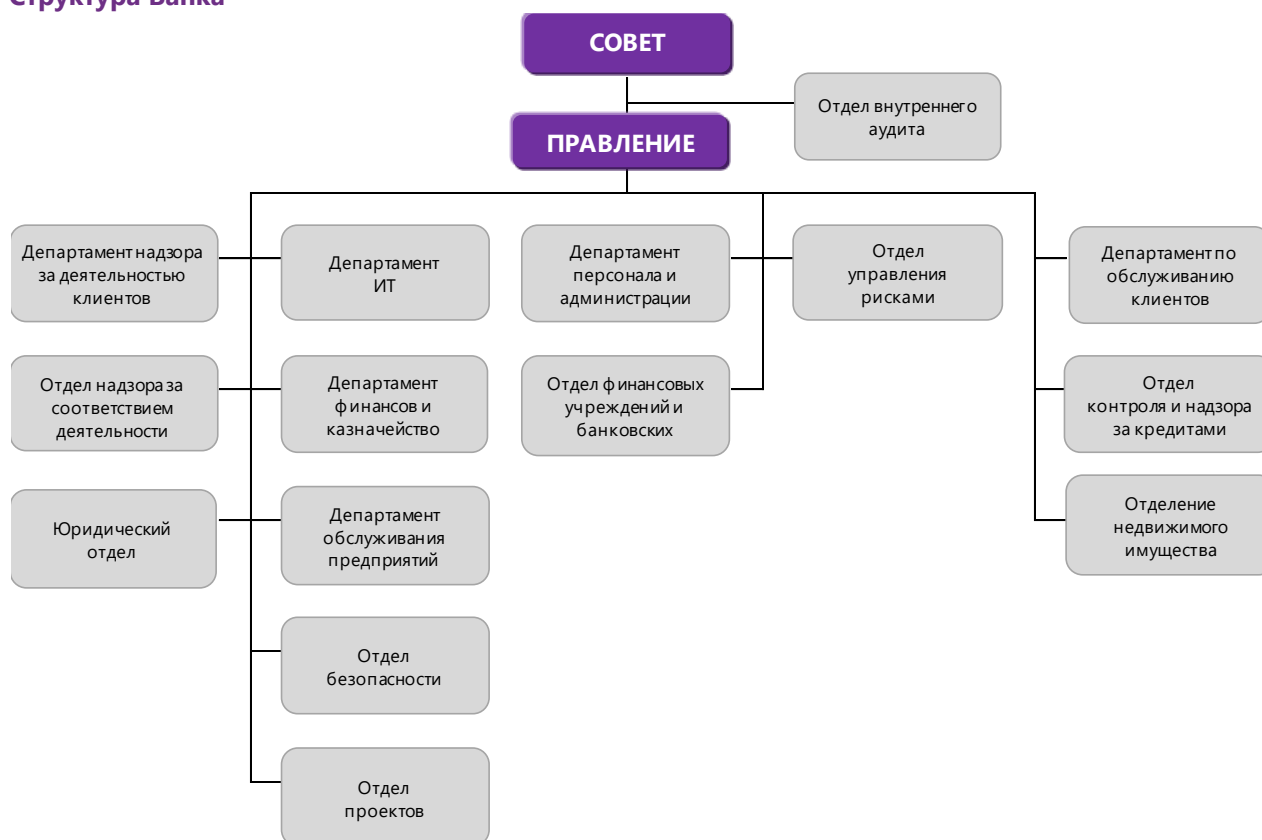 Структура Банка
СОВЕТ
Отдел внутреннего
аудита
ПРАВЛЕНИЕ
Департамент надзора
за деятельностью
клиентов
Департамент
ИТ
Департамент
персонала и
администрации
Отдел
управления
рисками
Департамент по
обслуживанию
клиентов
Отдел надзора за
соответствием
деятельности
Департамент
финансов и
казначейство
Отдел финансовых
учреждений и
банковских
Отдел
контроля и надзора
за кредитами
Юридический
отдел
Департамент
обслуживания
предприятий
Отделение
недвижимого
имущества
Отдел
безопасности
Отдел
проектов